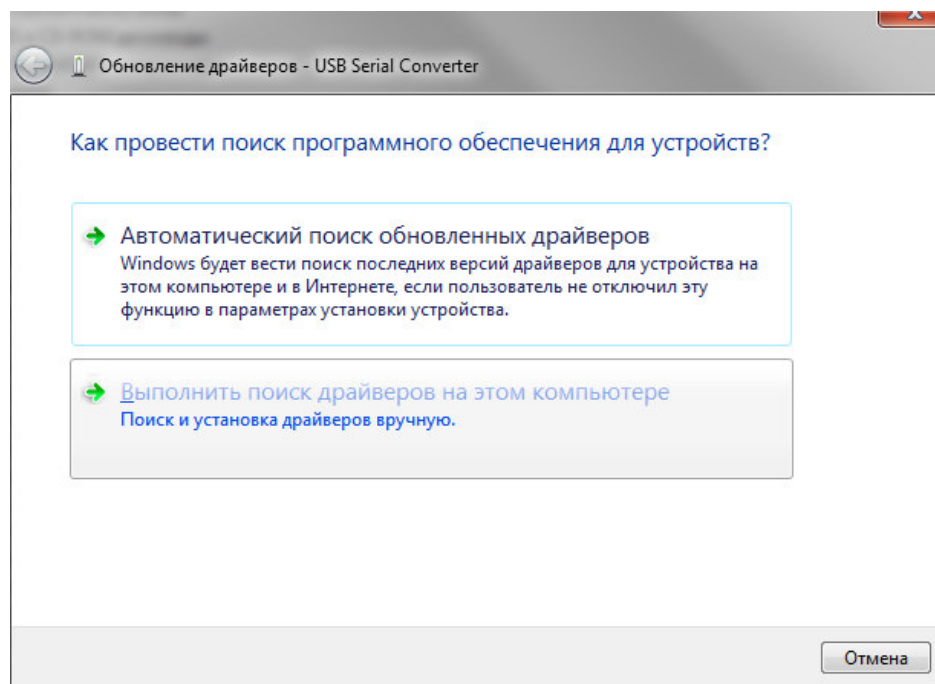 Обновление драйверов - USB Serial Converter
Как провести поиск программного обеспечения для устройств?
Автоматический поиск обновленных драйверов
Windows будет вести поиск последних версий драйверов для устройства на
этом компьютере и в Интернете, если пользователь не отключил эту
функцию в параметрах установки устройства.
Выполнить поиск драйверов на этом компьютере
Поиск и установка драйверов вручную.
Отмена